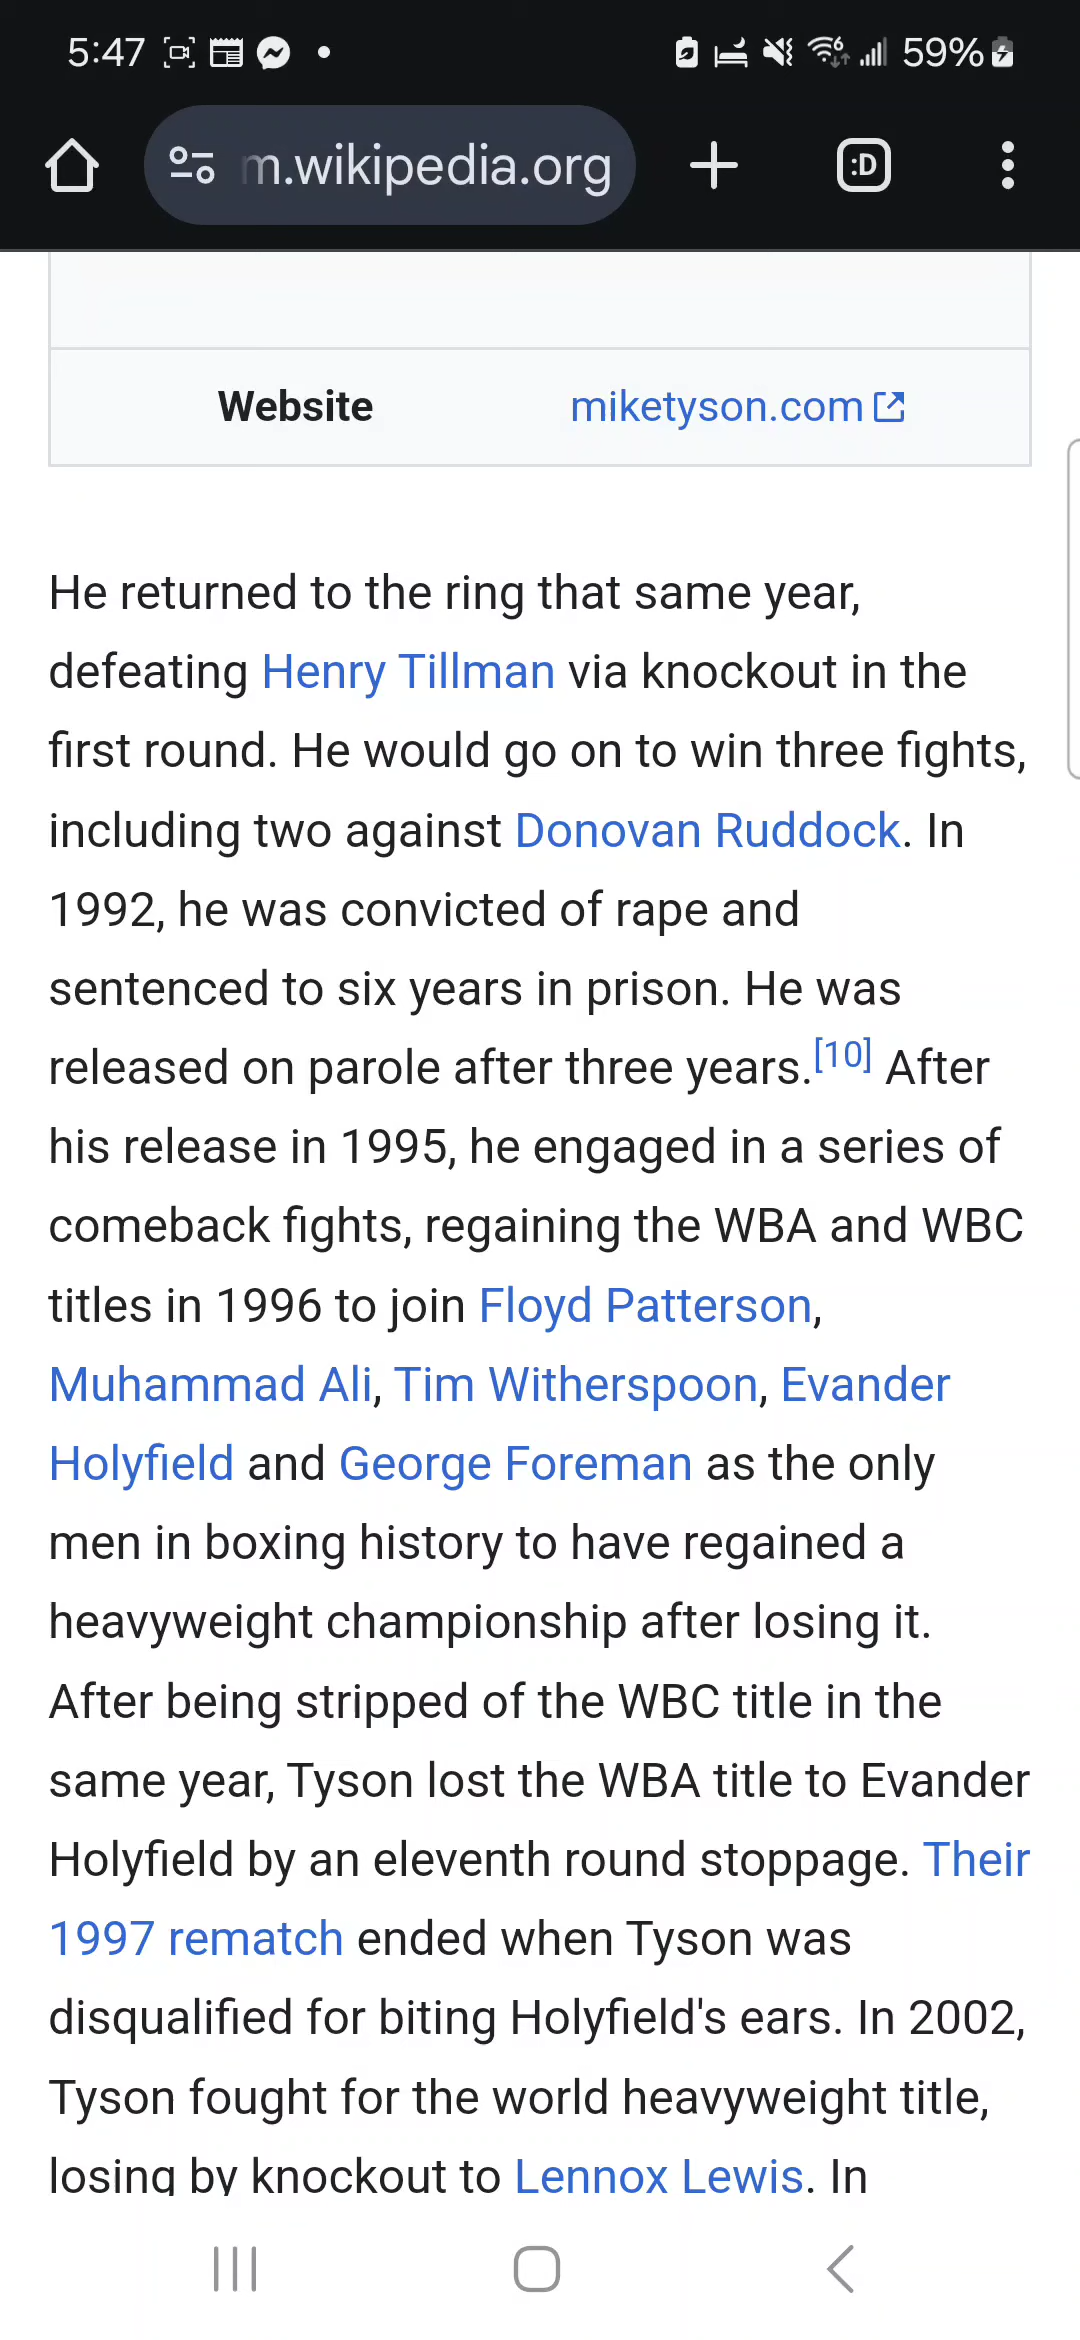 5:47
59%
m.wikipedia.org
:D
Website miketyson.com
He returned to the ring that same year,
defeating Henry Tillman via knockout in the
first round. He would go on to win three fights,
including two against Donovan Ruddock. In
1992, he was convicted of rape and
sentenced to six years in prison. He was
released on parole after three years.[10] After
his release in 1995, he engaged in a series of
comeback fights, regaining the WBA and WBC
titles in 1996 to join Floyd Patterson,
Muhammad Ali, Tim Witherspoon, Evander
Holyfield and George Foreman as the only
men in boxing history to have regained a
heavyweight championship after losing it.
After being stripped of the WBC title in the
same year, Tyson lost the WBA title to Evander
Holyfield by an eleventh round stoppage. Their
1997 rematch ended when Tyson was
disqualified for biting Holyfield's ears. In 2002,
Tyson fought for the world heavyweight title,
losing by knockout to Lennox Lewis. In